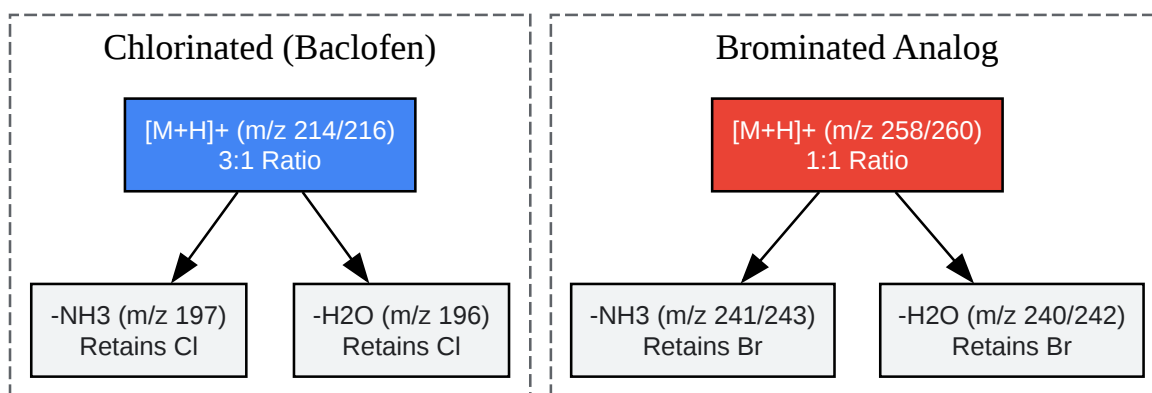 Chlorinated (Baclofen)
[M+H]+ (m/z 214/216)
3:1 Ratio
-NH3 (m/z 197)
Retains Cl
-H2O (m/z 196)
Retains Cl
Brominated Analog
[M+H]+ (m/z 258/260)
1:1 Ratio
-NH3 (m/z 241/243)
Retains Br
-H2O (m/z 240/242)
Retains Br